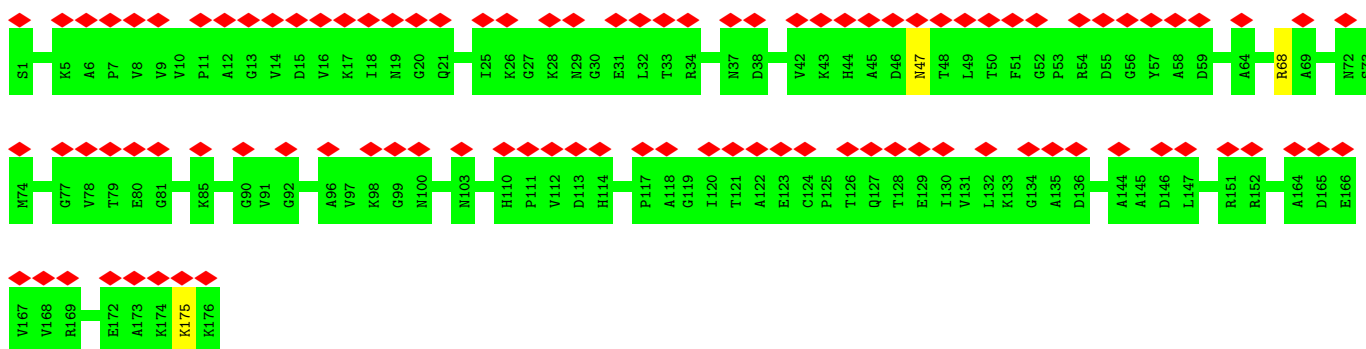 S1 K5 A6 P7 V8 V9 V10 P11 A12 G13 V14 D15 V16 K17 I18 N19 G20 Q21 I25 K26 G27 K28 N29 G30 E31 L32 T33 R34 N37 D38 V42 K43 H44 A45 D46 N47 T48 L49 T50 F51 G52 P53 R54 D55 G56 Y57 A58 D59 A64 R68 A69 N72 S73
M74 G77 V78 T79 E80 G81 K85 G90 V91 G92 A96 V97 K98 G99 N100 N103 H110 P111 V112 D113 H114 P117 A118 G119 I120 T121 A122 E123 C124 P125 T126 Q127 T128 E129 I130 V131 L132 K133 G134 A135 D136 A144 A145 D146 L147 R151 R152 A164 D165 E166
V167 V168 R169 E172 A173 K174 K175 K176